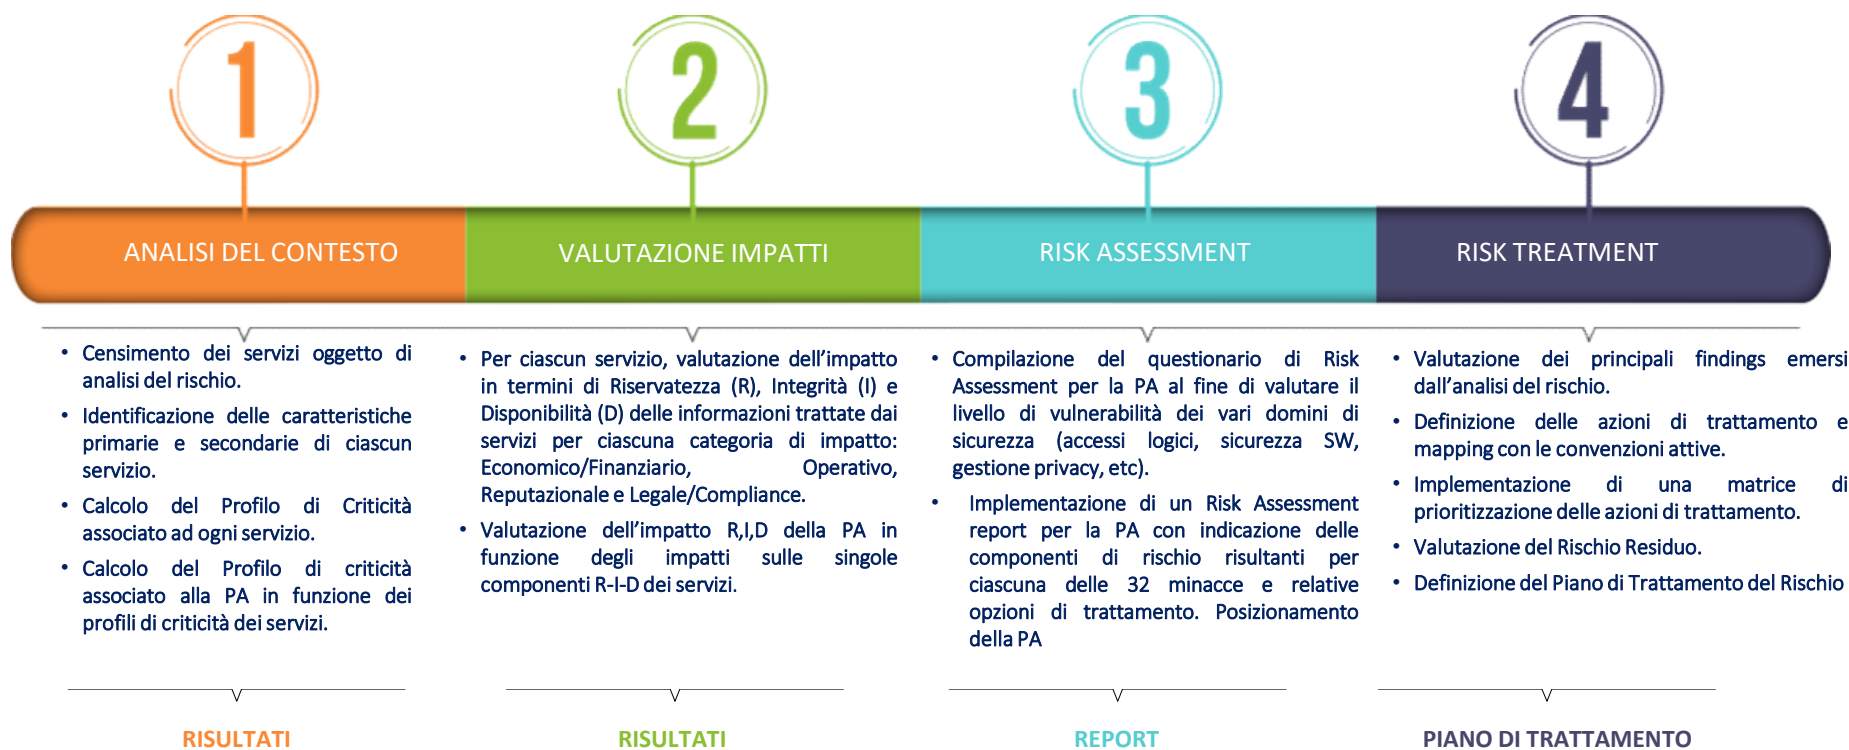 1
2
3
4
ANALISI DEL CONTESTO
VALUTAZIONE IMPATTI
RISK ASSESSMENT
RISK TREATMENT
• Censimento dei servizi oggetto di
analisi del rischio.
• Identificazione delle caratteristiche
primarie e secondarie di ciascun
servizio.
• Calcolo del Profilo di Criticità
associato ad ogni servizio.
• Calcolo del Profilo di criticità
associato alla PA in funzione dei
profili di criticità dei servizi.
• Per ciascun servizio, valutazione dell’impatto
in termini di Riservatezza (R), Integrità (I) e
Disponibilità (D) delle informazioni trattate dai
servizi per ciascuna categoria di impatto:
Economico/Finanziario, Operativo,
Reputazionale e Legale/Compliance.
• Valutazione dell’impatto R,I,D della PA in
funzione degli impatti sulle singole
componenti R-I-D dei servizi.
• Compilazione del questionario di Risk
Assessment per la PA al fine di valutare il
livello di vulnerabilità dei vari domini di
sicurezza (accessi logici, sicurezza SW,
gestione privacy, etc).
• Implementazione di un Risk Assessment
report per la PA con indicazione delle
componenti di rischio risultanti per
ciascuna delle 32 minacce e relative
opzioni di trattamento. Posizionamento
della PA
• Valutazione dei principali findings emersi
dall’analisi del rischio.
• Definizione delle azioni di trattamento e
mapping con le convenzioni attive.
• Implementazione di una matrice di
prioritizzazione delle azioni di trattamento.
• Valutazione del Rischio Residuo.
• Definizione del Piano di Trattamento del Rischio
RISULTATI
RISULTATI
REPORT
PIANO DI TRATTAMENTO